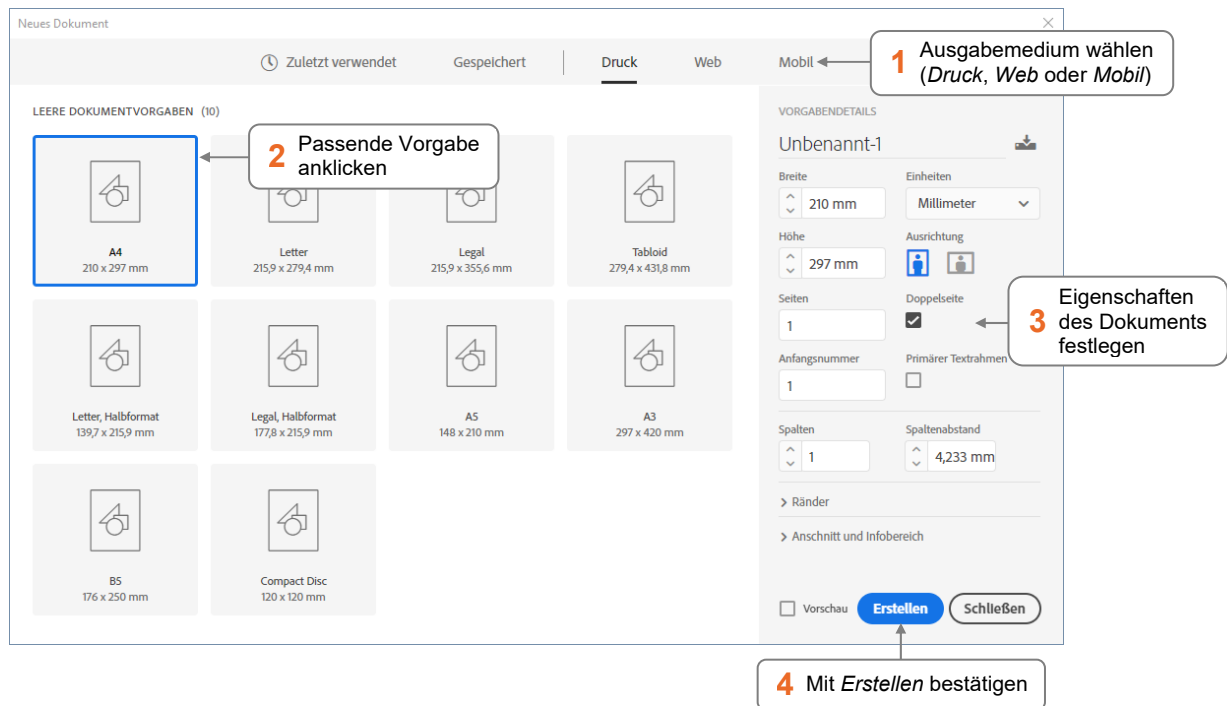 Neues Dokument
Zuletzt verwendet Gespeichert Druck Web Mobil
1 Ausgabemedium wählen
(Druck, Web oder Mobil)
LEERE DOKUMENTVORGABEN (10)
2 Passende Vorgabe
anklicken
A4
210 x 297 mm
Letter
215,9 x 279,4 mm
Legal
215,9 x 355,6 mm
Tabloid
279,4 x 431,8 mm
Letter, Halbformat
139,7 x 215,9 mm
Legal, Halbformat
177,8 x 215,9 mm
A5
148 x 210 mm
A3
297 x 420 mm
B5
176 x 250 mm
Compact Disc
120 x 120 mm
VORGABENDETAILS
Unbenannt-1
Breite Einheiten
210 mm Millimeter
Höhe Ausrichtung
297 mm
Seiten Doppelseite
1
3 Eigenschaften
des Dokuments
festlegen
Anfangsnummer Primärer Textrahmen
1
Spalten Spaltenabstand
1 4,233 mm
Ränder
Anschnitt und Infobereich
Vorschau Erstellen Schließen
4 Mit Erstellen bestätigen